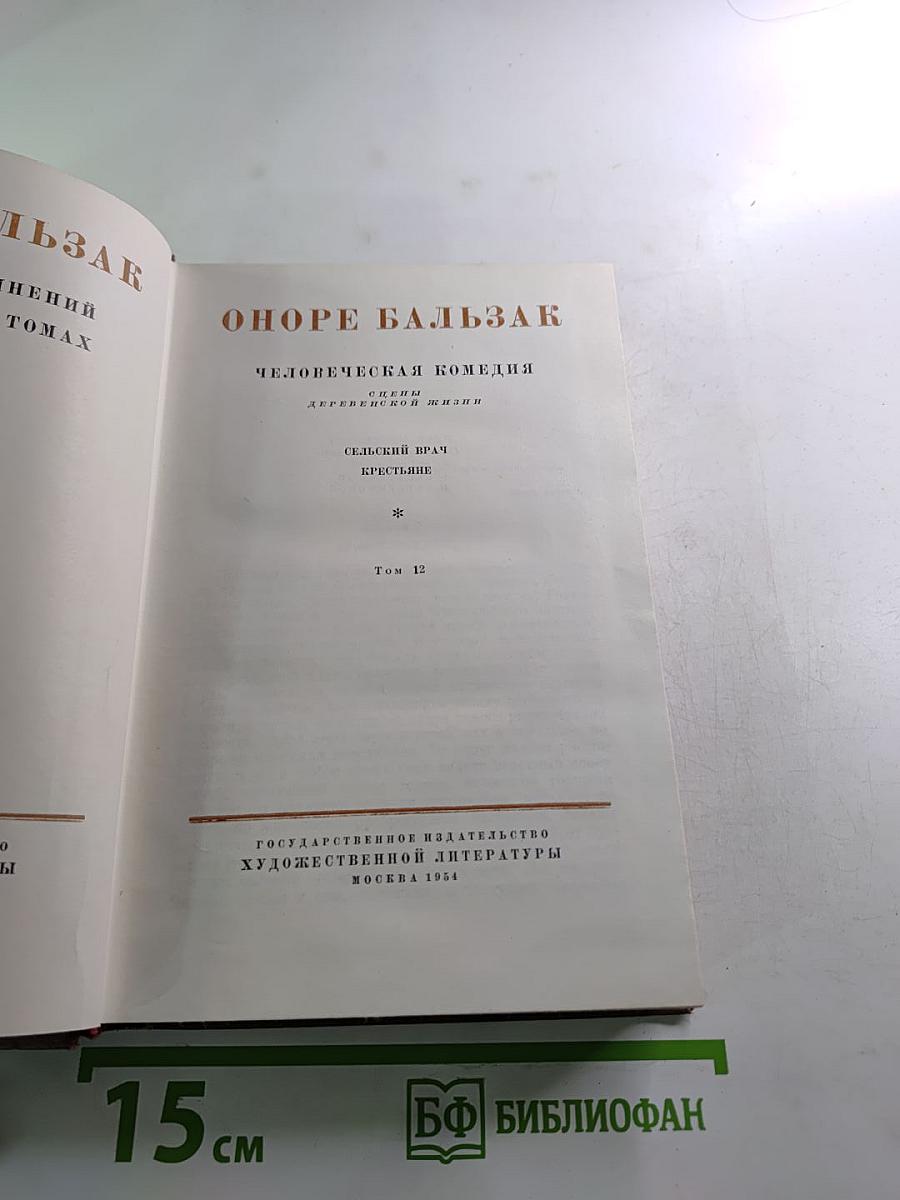 ЛЬЗАК
НЕНИЙ
ТОМАХ
О
Ы
ОНОРЕ БАЛЬЗАК
ЧЕЛОВЕЧЕСКАЯ КОМЕДИЯ
СЦЕНЫ
ДЕРЕВЕНСКОЙ ЖИЗНИ
СЕЛЬСКИЙ ВРАЧ
КРЕСТЬЯНЕ
*
Том 12
ГОСУДАРСТВЕННОЕ ИЗДАТЕЛЬСТВО
ХУДОЖЕСТВЕННОЙ ЛИТЕРАТУРЫ
МОСКВА 1954
15 см
БФ БИБЛИОФАН